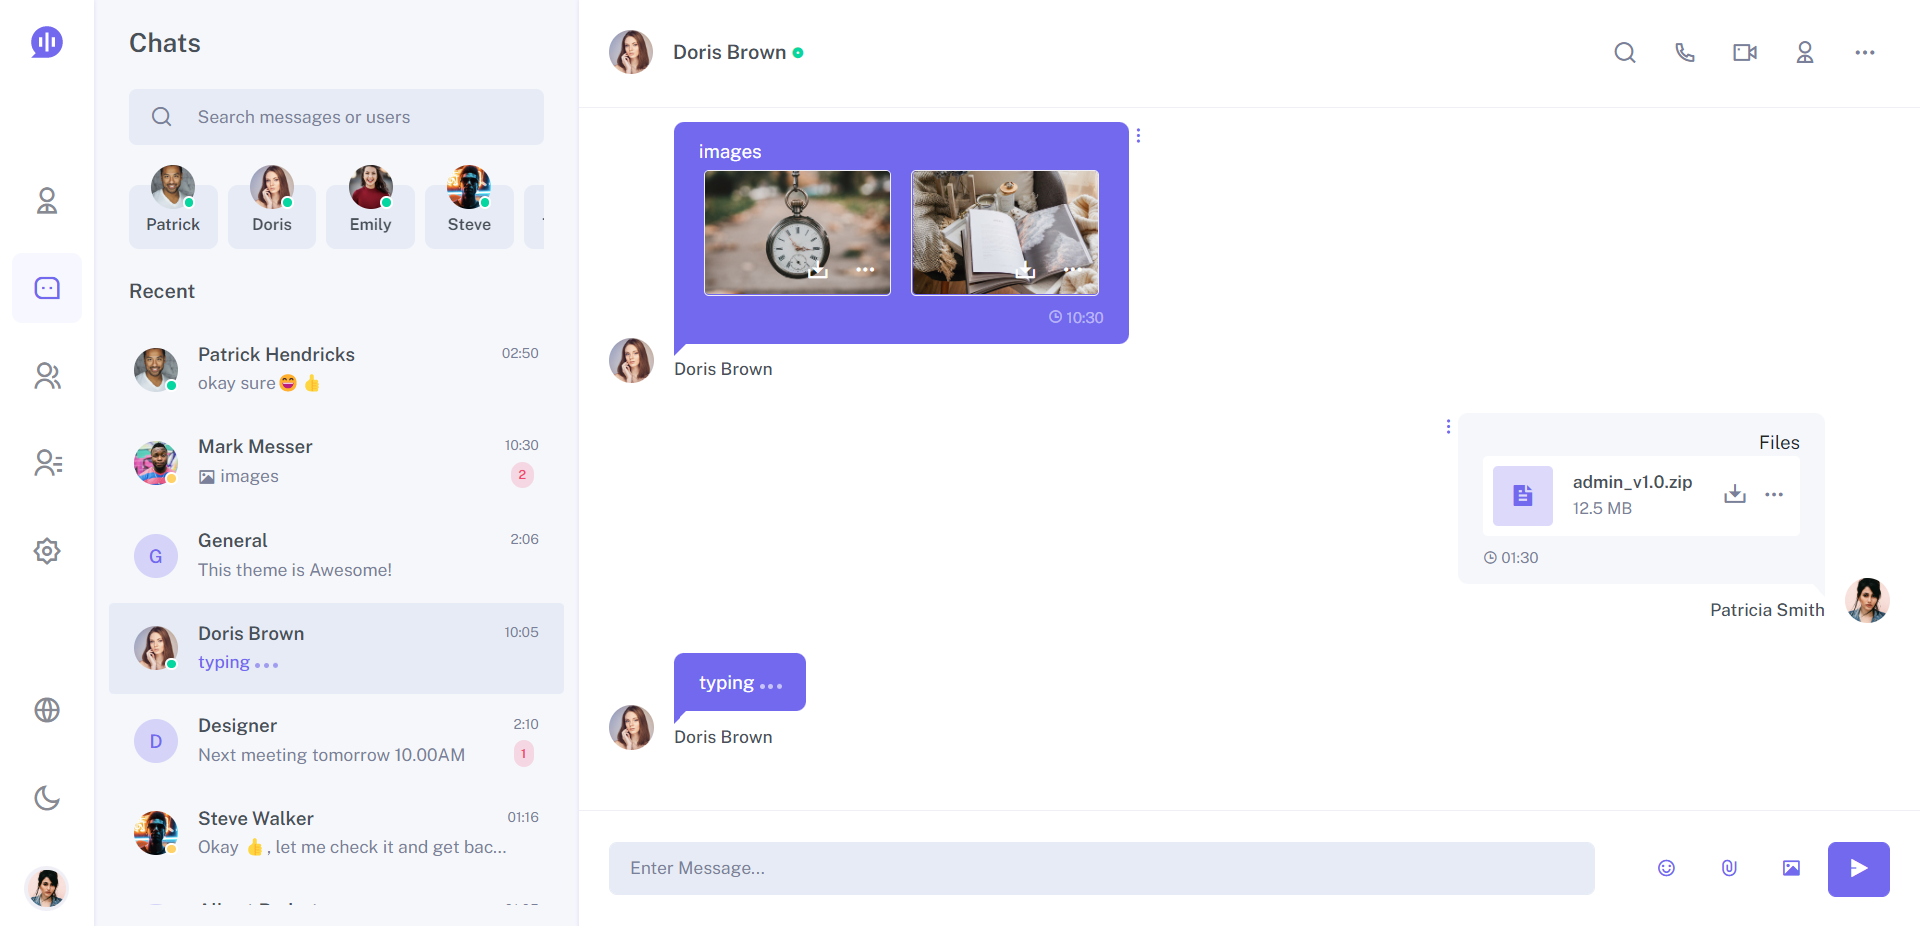 Chats
Search messages or users
Patrick
Doris
Emily
Steve
Recent
Patrick Hendricks
02:50
okay sure😄 👍
Mark Messer
10:30
images
2
G
General
2:06
This theme is Awesome!
Doris Brown
10:05
typing
D
Designer
2:10
Next meeting tomorrow 10.00AM
1
Steve Walker
01:16
Okay 👍, let me check it and get bac...
Doris Brown
images
10:30
Doris Brown
Files
admin_v1.0.zip
12.5 MB
01:30
Patricia Smith
typing
Doris Brown
Enter Message...